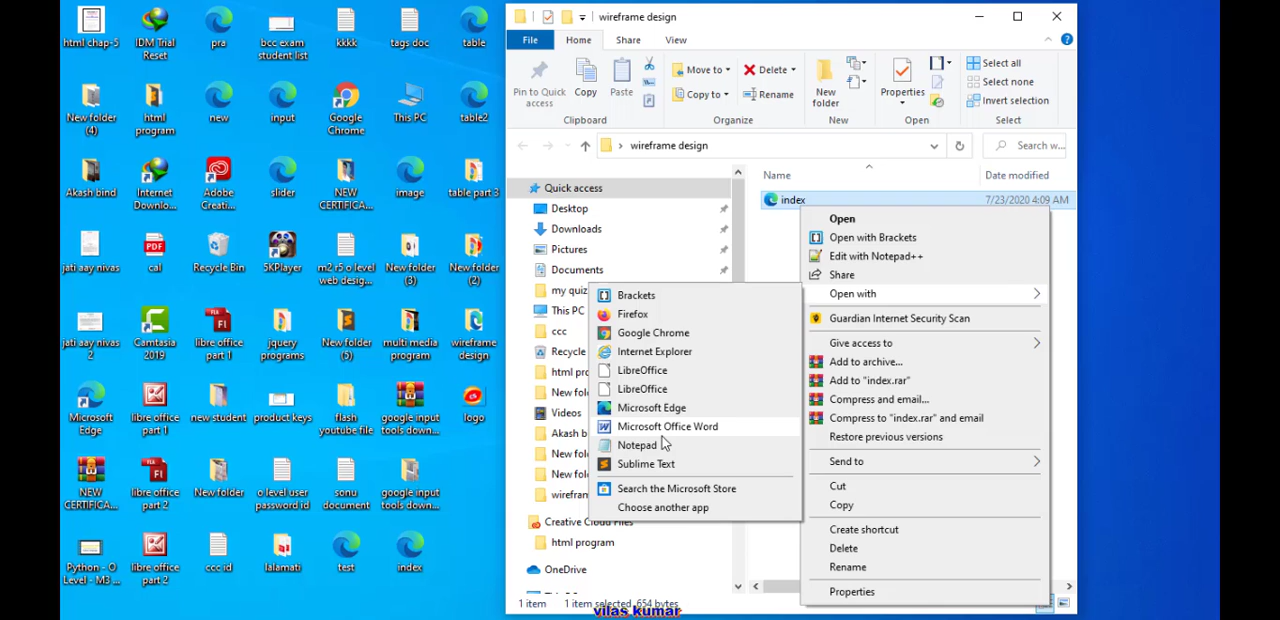 html chap-5
IDM Trial
Reset
pra
bcc exam
student list
kkkk
tags doc
table
New folder
(4)
html
program
new
input
Google
Chrome
This PC
table2
Akash bind
Internet
Downlo...
Adobe
Creati...
slider
NEW
CERTIFICA...
image
table part 3
jati aay nivas
cal
Recycle Bin
5KPlayer
m2 r5 o level
web desig...
New folder
(3)
New folder
(2)
jati aay nivas
2
Camtasia
2019
libre office
part 1
jquery
programs
New folder
(5)
multi media
program
wireframe
design
Microsoft
Edge
libre office
part 1
new student
product keys
flash
youtube file
google input
tools down...
logo
NEW
CERTIFICA...
libre office
part 2
New folder
o level user
password id
sonu
document
google input
tools down...
Python - O
Level - M3 ...
libre office
part 2
ccc id
lalamati
test
index
wireframe design
File
Home
Share
View
Pin to Quick
access
Copy
Paste
Clipboard
Move to
Copy to
Delete
Rename
Organize
New
folder
New
Properties
Open
Select all
Select none
Invert selection
Select
wireframe design
Search w...
Name
Date modified
Quick access
Desktop
Downloads
Pictures
Documents
my quiz
This PC
ccc
Recycle
html pro
New fol
Videos
Akash b
New fol
New fol
wirefran
Creative Cloud Files
html program
OneDrive
index
7/23/2020 4:09 AM
Open
Open with Brackets
Edit with Notepad++
Share
Open with
Guardian Internet Security Scan
Give access to
Add to archive...
Add to "index.rar"
Compress and email...
Compress to "index.rar" and email
Restore previous versions
Send to
Cut
Copy
Create shortcut
Delete
Rename
Properties
Brackets
Firefox
Google Chrome
Internet Explorer
LibreOffice
LibreOffice
Microsoft Edge
Microsoft Office Word
Notepad
Sublime Text
Search the Microsoft Store
Choose another app
1 item
1 item selected, 654 bytes
vilas kumar